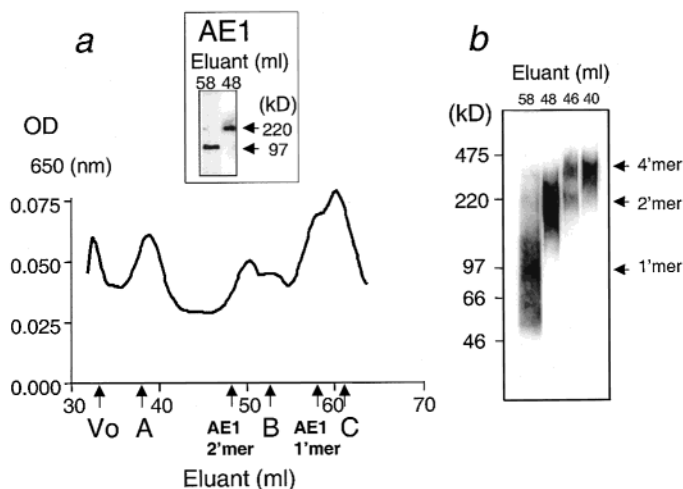 a
AE1
Eluant (ml)
58 48
(kD)
220
97
OD
650 (nm)
0.075
0.050
0.025
0.000
30 40 50 60 70
Vo A AE1 2'mer B AE1 1'mer C
Eluant (ml)
b
Eluant (ml)
58 48 46 40
(kD)
475
220
97
66
46
4'mer
2'mer
1'mer